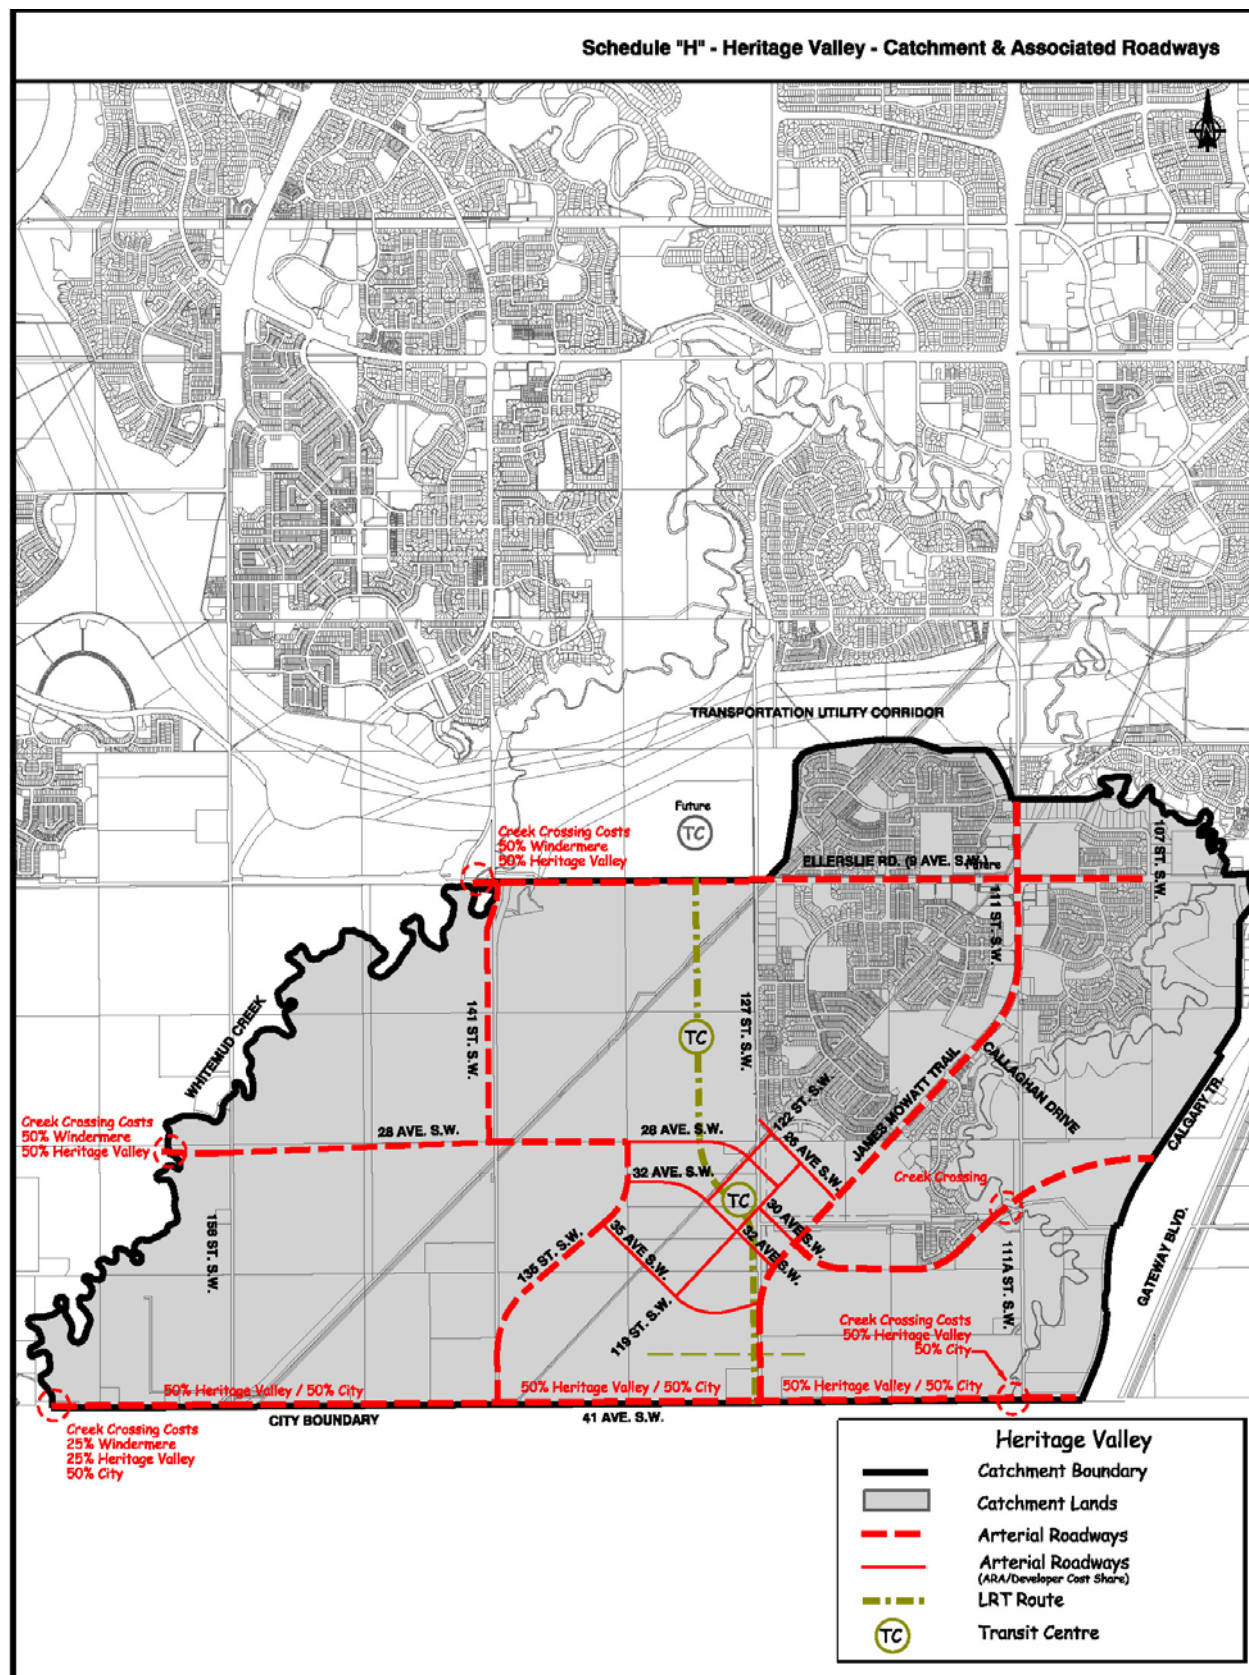 Schedule "H" - Heritage Valley - Catchment & Associated Roadways
N
TRANSPORTATION UTILITY CORRIDOR
Future
TC
Creek Crossing Costs
50% Windermere
50% Heritage Valley
ELLERSLIE RD. (9 AVE. S.W.)
Future
107 ST. S.W.
111 ST. S.W.
WHITEMUD CREEK
141 ST. S.W.
127 ST. S.W.
TC
JAMES MOWATT TRAIL
CALLAGHAN DRIVE
CALGARY TR.
122 ST. S.W.
Creek Crossing Costs
50% Windermere
50% Heritage Valley
28 AVE. S.W.
28 AVE. S.W.
26 AVE S.W.
32 AVE. S.W.
Creek Crossing
TC
30 AVE. S.W.
156 ST. S.W.
135 ST. S.W.
35 AVE S.W.
32 AVE S.W.
111A ST. S.W.
GATEWAY BLVD.
119 ST. S.W.
Creek Crossing Costs
50% Heritage Valley
50% City
50% Heritage Valley / 50% City
50% Heritage Valley / 50% City
50% Heritage Valley / 50% City
CITY BOUNDARY
41 AVE. S.W.
Creek Crossing Costs
25% Windermere
25% Heritage Valley
50% City
Heritage Valley
Catchment Boundary
Catchment Lands
Arterial Roadways
Arterial Roadways
(ARA/Developer Cost Share)
LRT Route
TC
Transit Centre